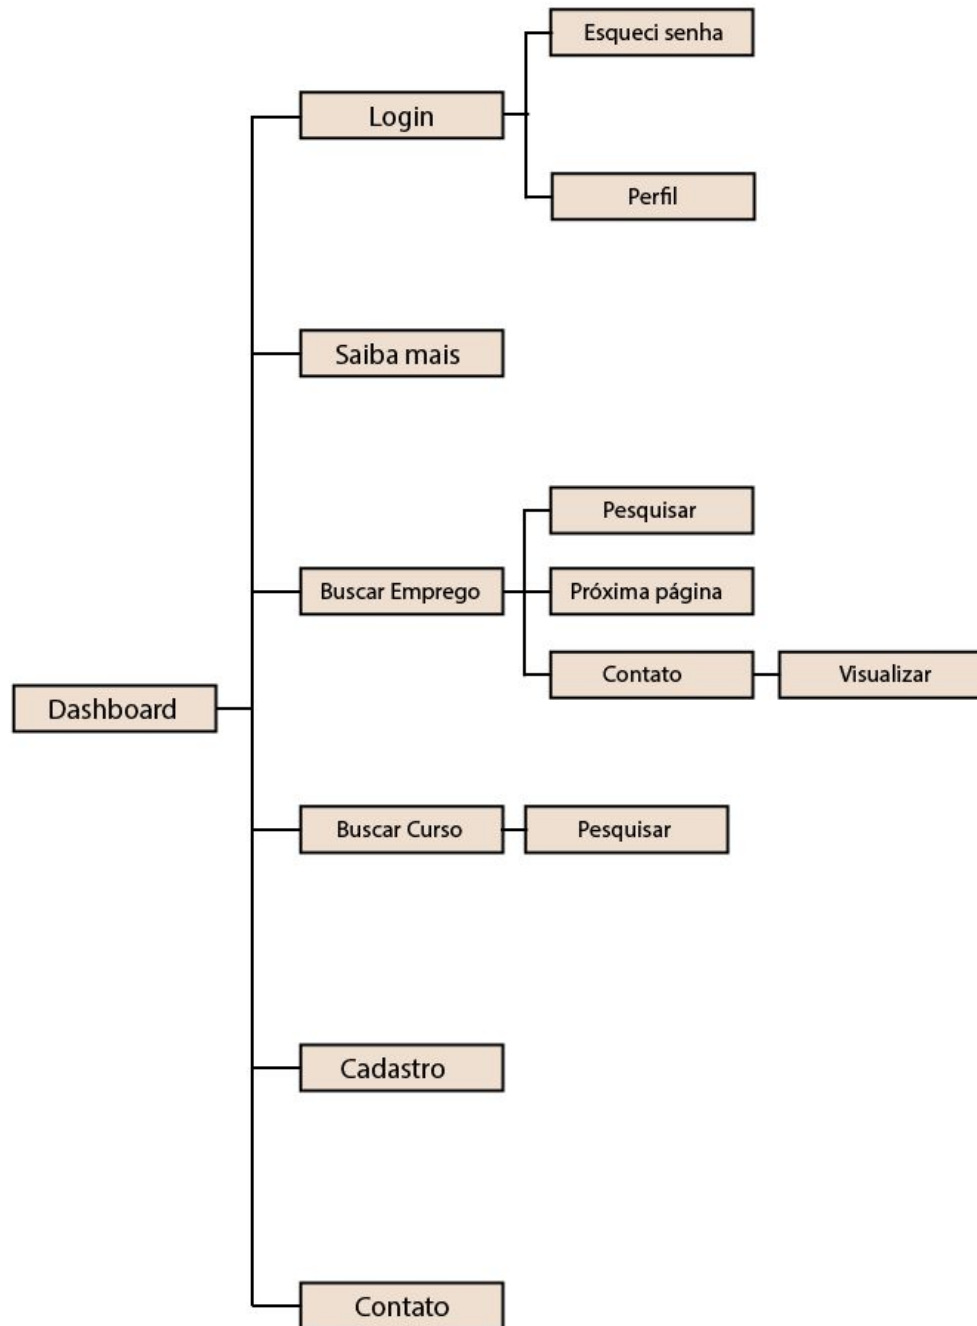 Esqueci senha
Login
Perfil
Saiba mais
Pesquisar
Buscar Emprego
Próxima página
Contato
Visualizar
Dashboard
Buscar Curso
Pesquisar
Cadastro
Contato